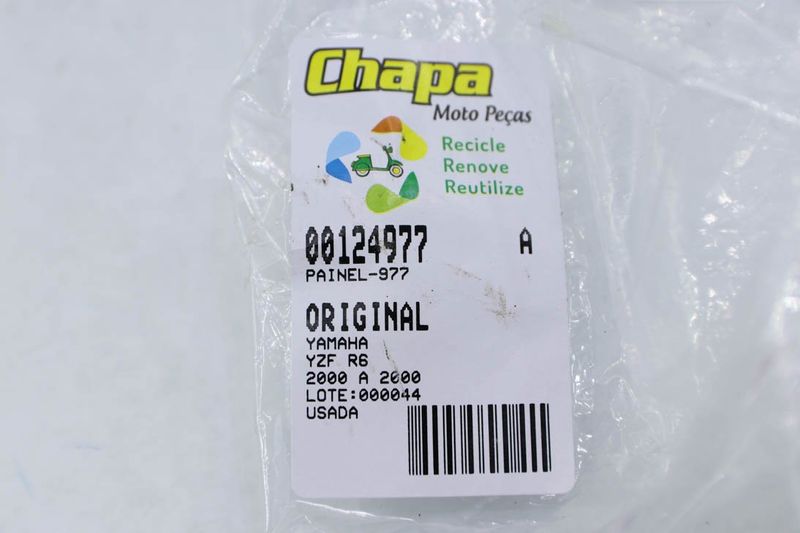 Chapa
Moto Peças
Recicle
Renove
Reutilize
00124977 A
PAINEL-977
ORIGINAL
YAMAHA
YZF R6
2000 A 2000
LOTE:000044
USADA